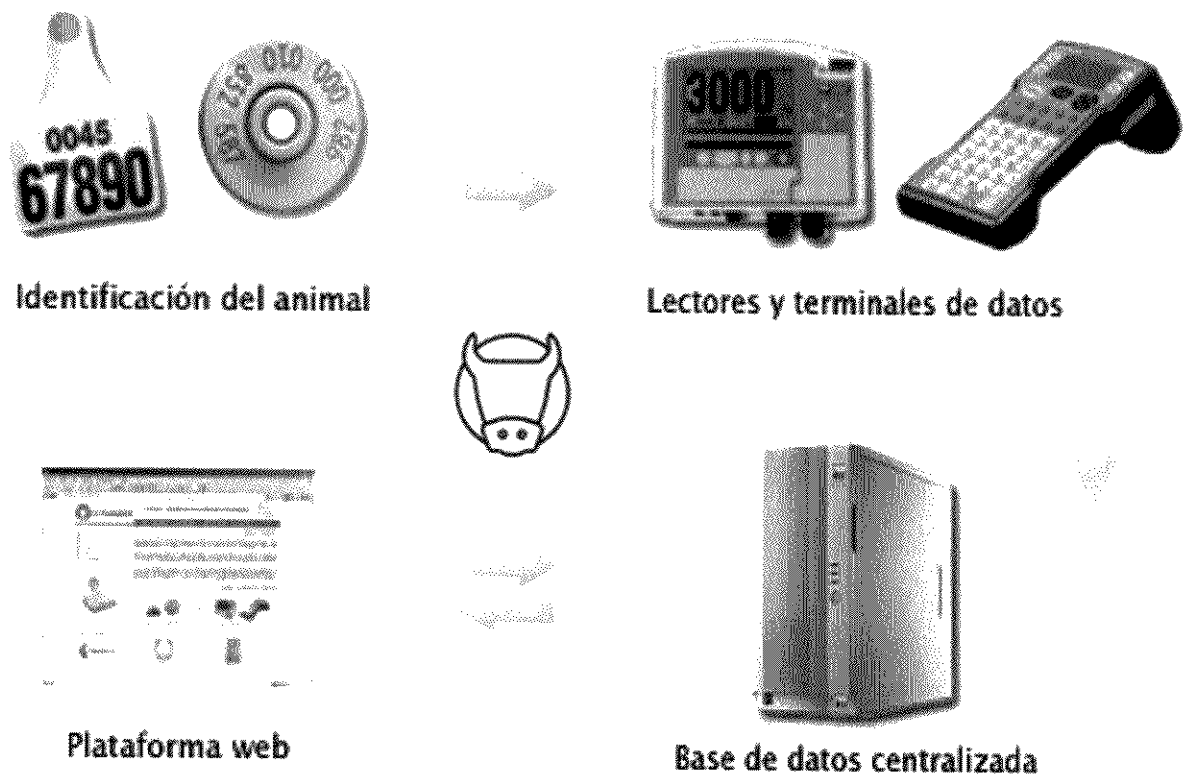 0045
67890
3000
Identificación del animal
Lectores y terminales de datos
Plataforma web
Base de datos centralizada